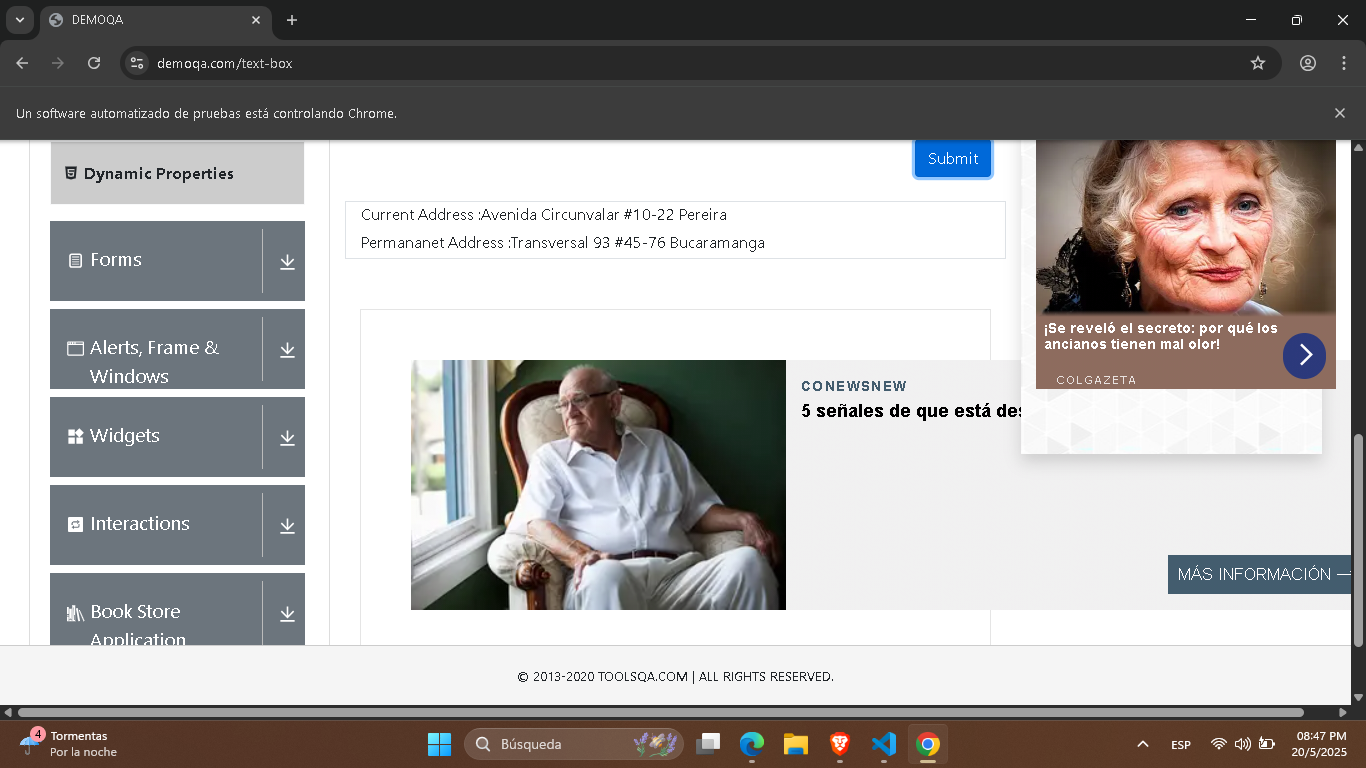 DEMOQA
demoqa.com/text-box
Un software automatizado de pruebas está controlando Chrome.
Dynamic Properties
Forms
Alerts, Frame &
Windows
Widgets
Interactions
Book Store
Application
Submit
Current Address :Avenida Circunvalar #10-22 Pereira
Permananet Address :Transversal 93 #45-76 Bucaramanga
CONEWSNEW
5 señales de que está des
MÁS INFORMACIÓN
¡Se reveló el secreto: por qué los
ancianos tienen mal olor!
COLGAZETA
© 2013-2020 TOOLSQA.COM | ALL RIGHTS RESERVED.
4
Tormentas
Por la noche
Búsqueda
ESP
08:47 PM
20/5/2025